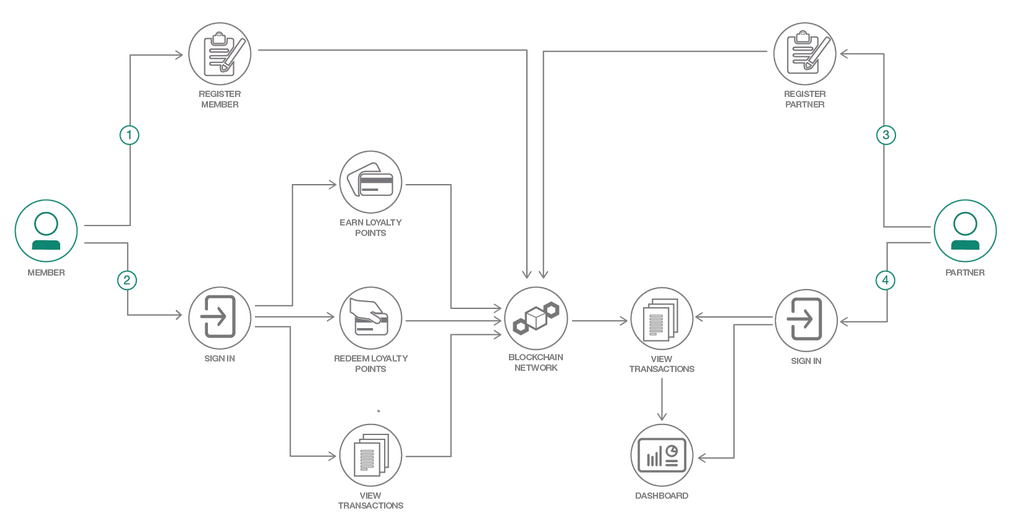 REGISTER
MEMBER
REGISTER
PARTNER
1
3
EARN LOYALTY
POINTS
MEMBER
PARTNER
2
4
SIGN IN
REDEEM LOYALTY
POINTS
BLOCKCHAIN
NETWORK
VIEW
TRANSACTIONS
SIGN IN
VIEW
TRANSACTIONS
DASHBOARD